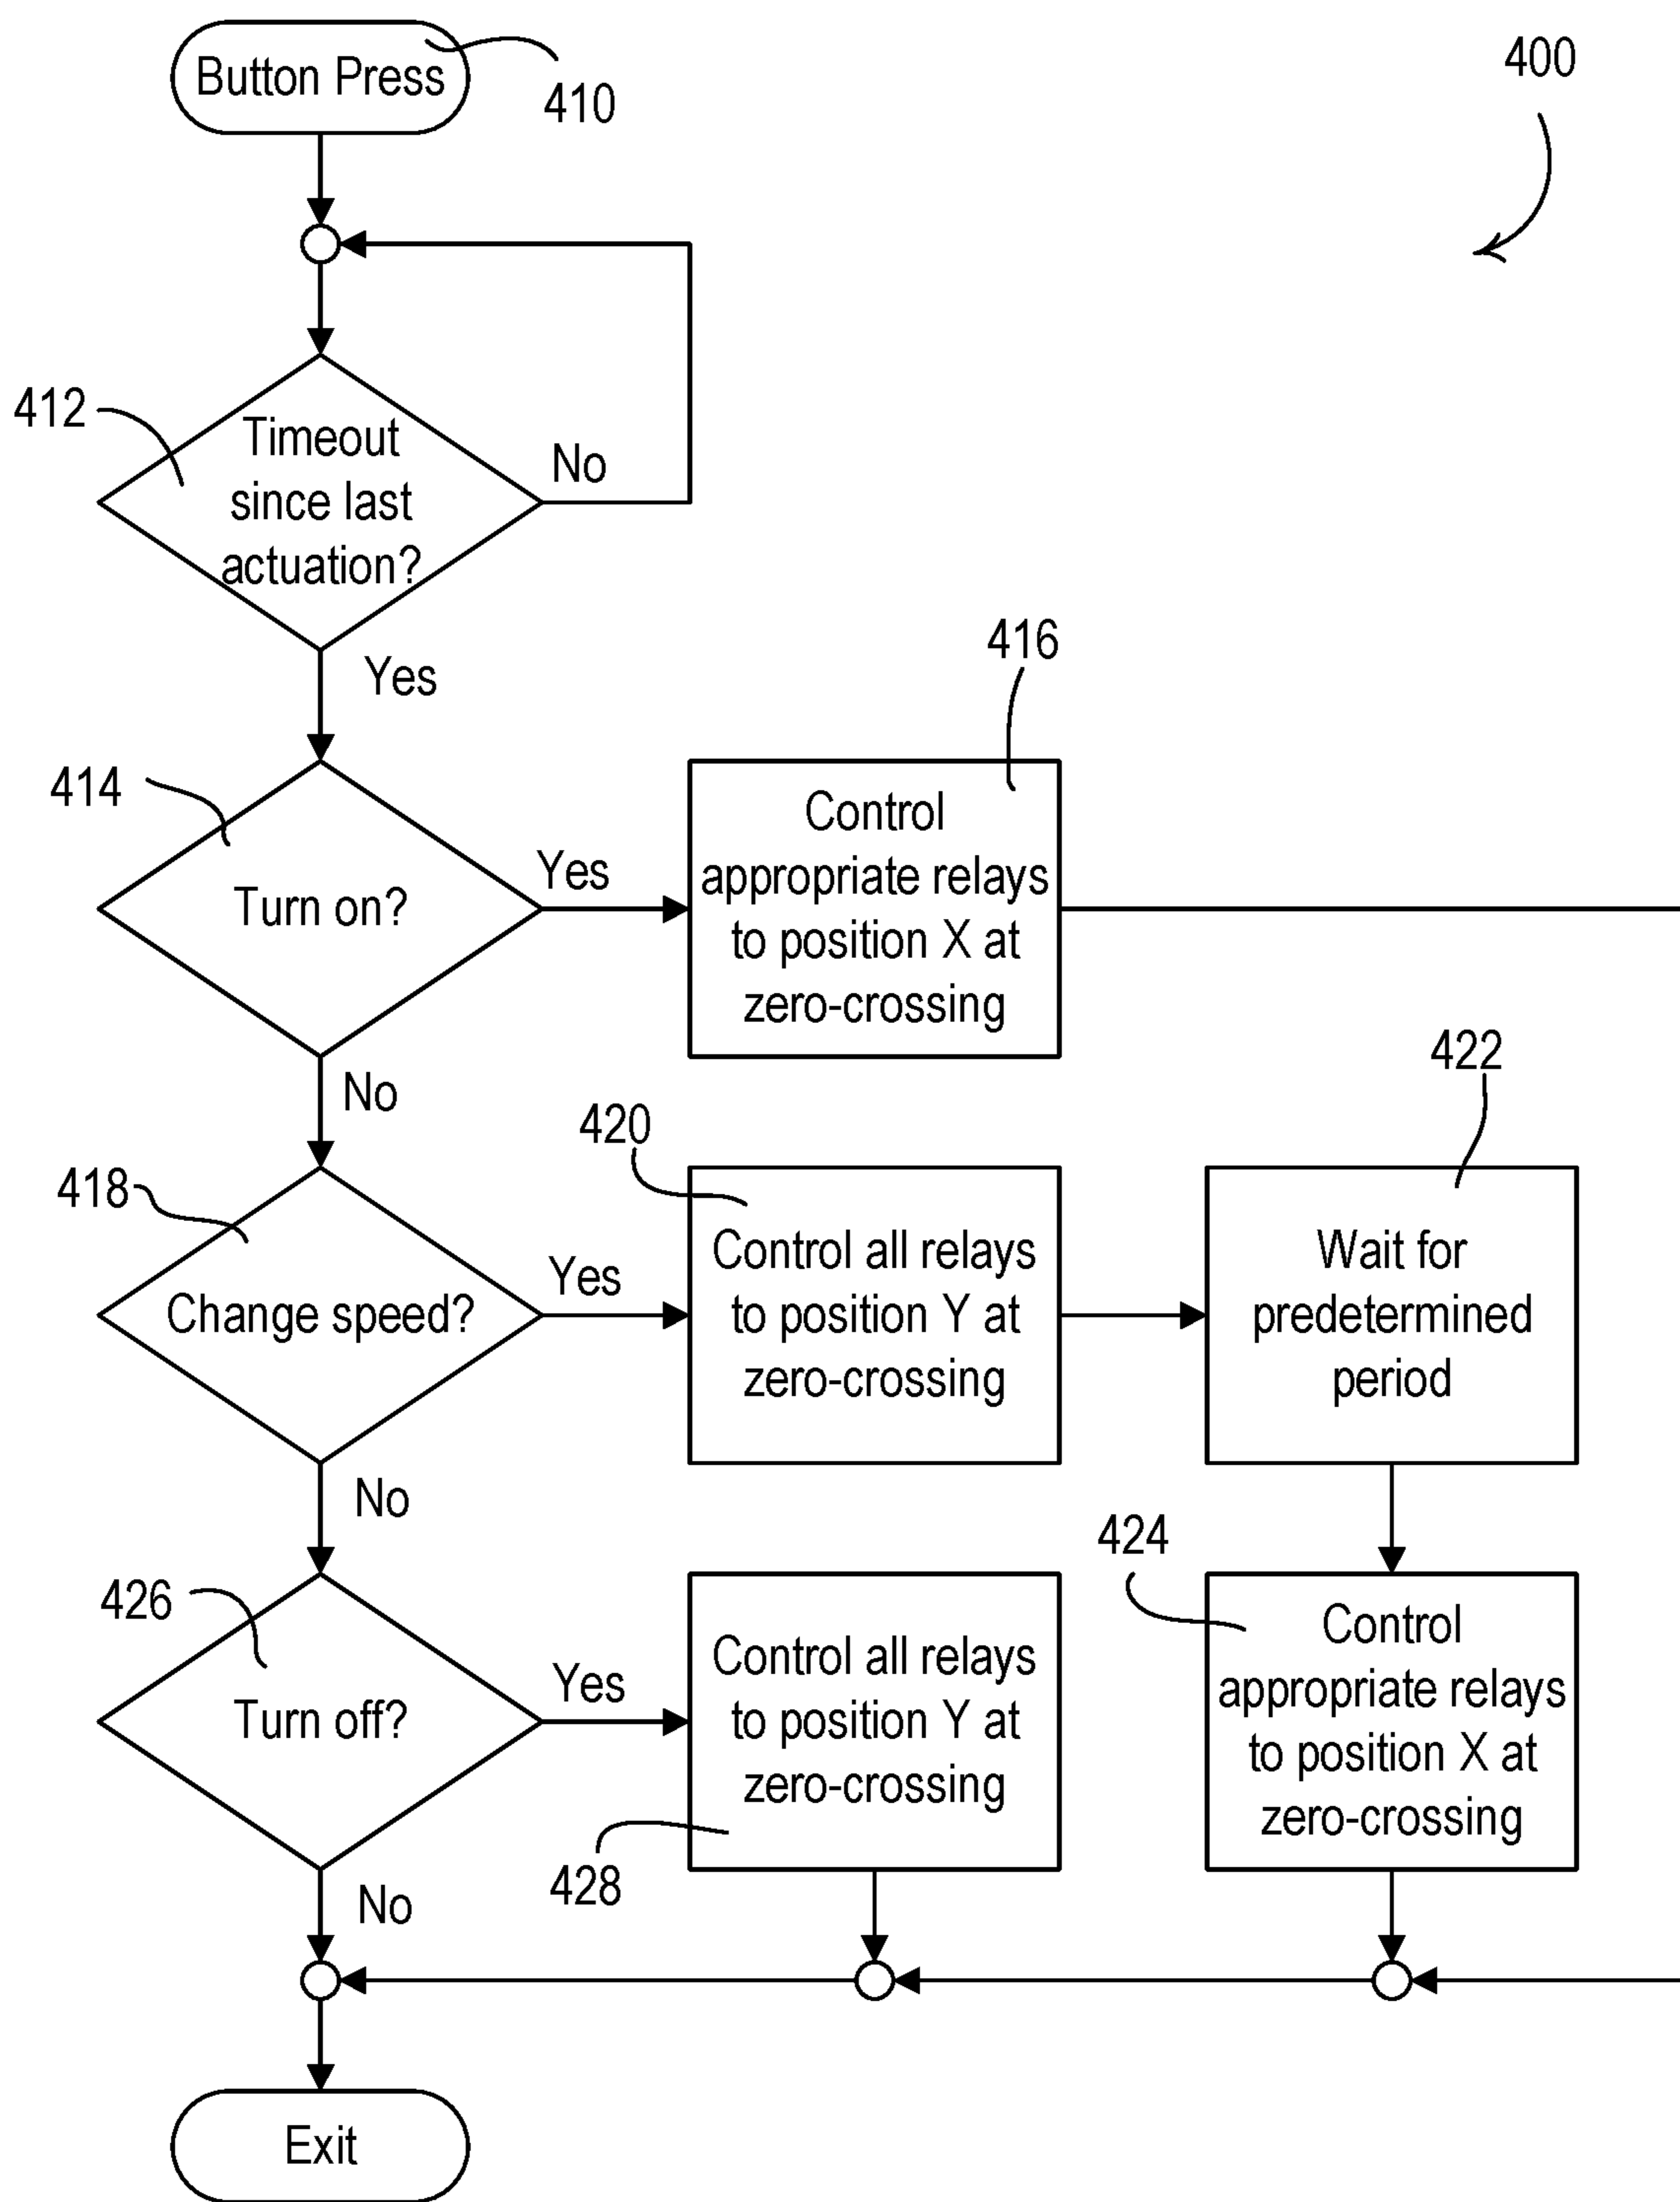 Button Press
410
400
412
Timeout
since last
actuation?
No
Yes
414
Turn on?
Yes
416
Control
appropriate relays
to position X at
zero-crossing
No
418
Change speed?
Yes
420
Control all relays
to position Y at
zero-crossing
422
Wait for
predetermined
period
No
424
Control
appropriate relays
to position X at
zero-crossing
426
Turn off?
Yes
Control all relays
to position Y at
zero-crossing
428
No
Exit